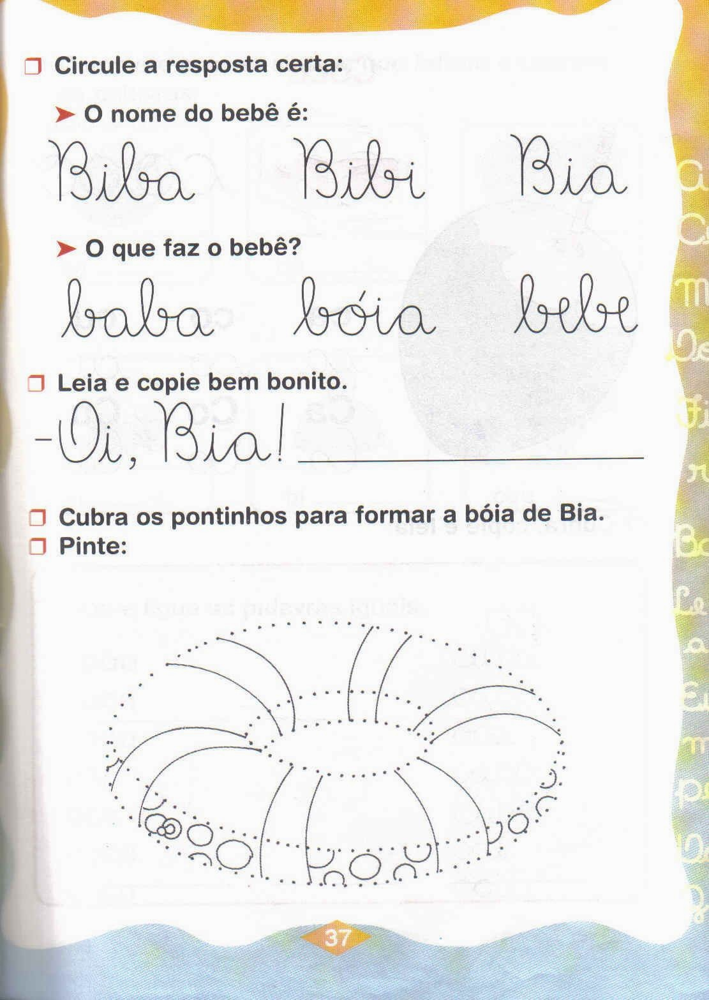 Circule a resposta certa:
O nome do bebê é:
Biba Bibi Bia
O que faz o bebê?
baba bóia bebe
Leia e copie bem bonito.
-Oi, Bia!
Cubra os pontinhos para formar a bóia de Bia.
Pinte:
37